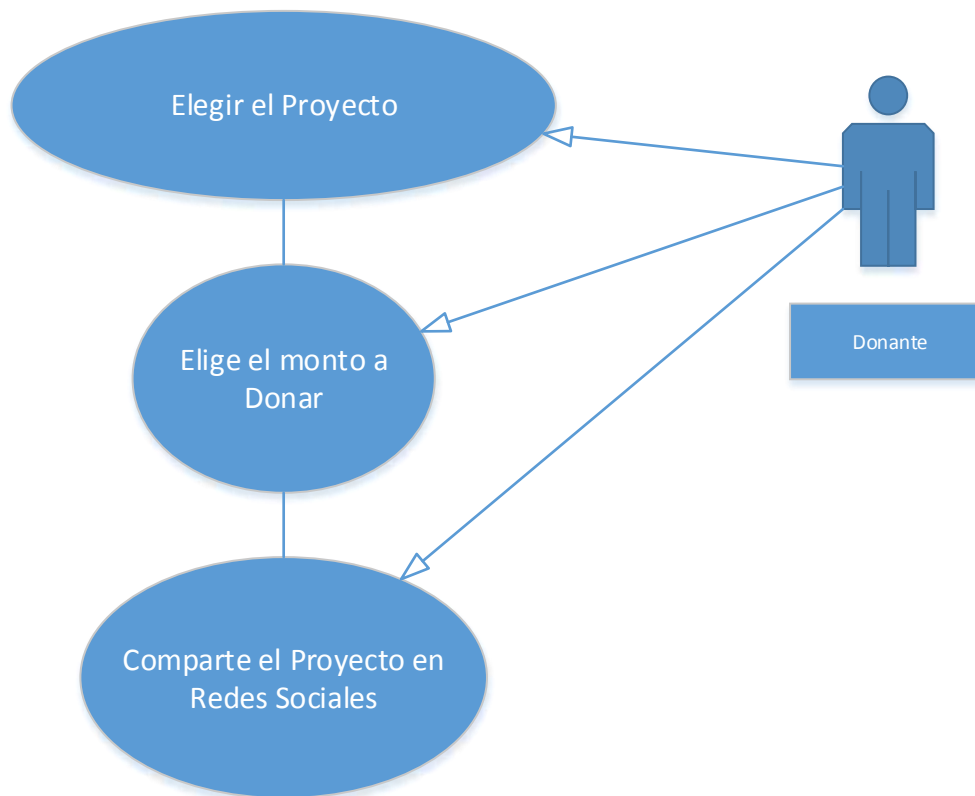 Elegir el Proyecto
Elige el monto a
Donar
Donante
Comparte el Proyecto en
Redes Sociales